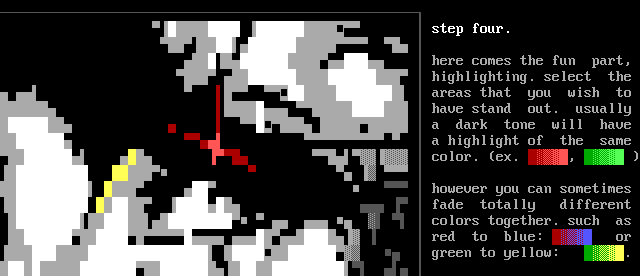 step four.
here comes the fun part,
highlighting. select the
areas that you wish to
have stand out. usually
a dark tone will have
a highlight of the same
color. (ex. , )
however you can sometimes
fade totally different
colors together. such as
red to blue: or
green to yellow: .